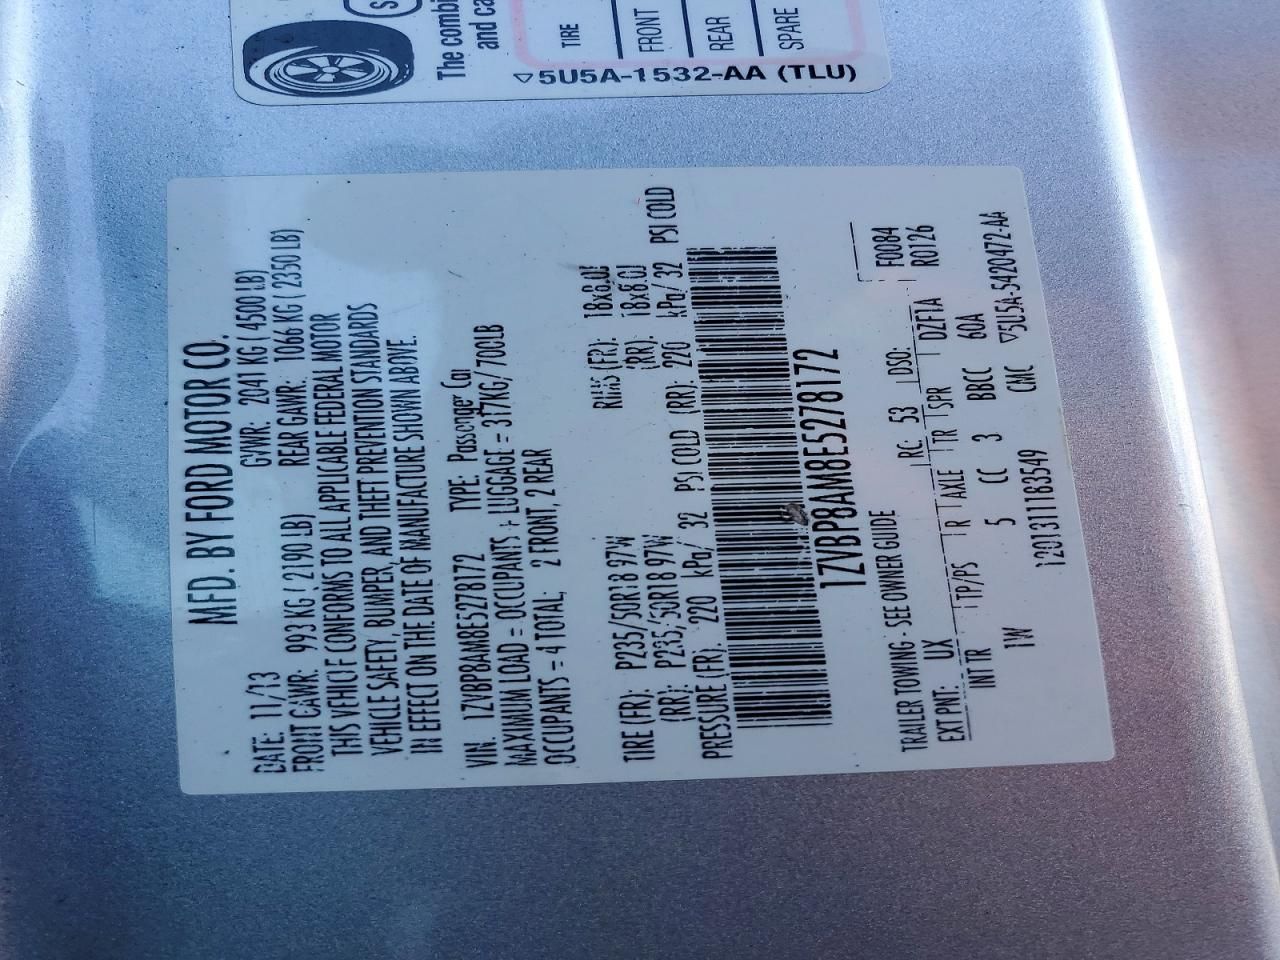 The combi
and ca
TIRE
FRONT
REAR
SPARE
▽5U5A-1532-AA (TLU)
MFD. BY FORD MOTOR CO.
DATE: 11/13 GVWR: 2041 KG ( 4500 LB)
FRONT GAWR: 993 KG ( 2190 LB) REAR GAWR: 1066 KG ( 2350 LB)
THIS VEHICLE CONFORMS TO ALL APPLICABLE FEDERAL MOTOR
VEHICLE SAFETY, BUMPER, AND THEFT PREVENTION STANDARDS
IN EFFECT ON THE DATE OF MANUFACTURE SHOWN ABOVE.
VIN: 1ZVBP8AM8E5278172 TYPE: Passenger Car
MAXIMUM LOAD = OCCUPANTS + LUGGAGE = 317KG/ 700LB
OCCUPANTS = 4 TOTAL, 2 FRONT, 2 REAR
TIRE (FR): P235/50R18 97W RIMS (FR): 18x8.0J
(RR): P235/50R18 97W (RR): 18x8.0J
PRESSURE (FR): 220 kPa/ 32 PSI COLD (RR): 220 kPa/ 32 PSI COLD
1ZVBP8AM8E5278172
TRAILER TOWING - SEE OWNER GUIDE F0084
EXT PNT: UX RC: 53 DSO: R0126
INT TR TP/PS R AXLE TR SPR DZF1A
1W 5 CC 3 BBCC 60A
1201311183549 CMC ▽5U5A-5420472-AA